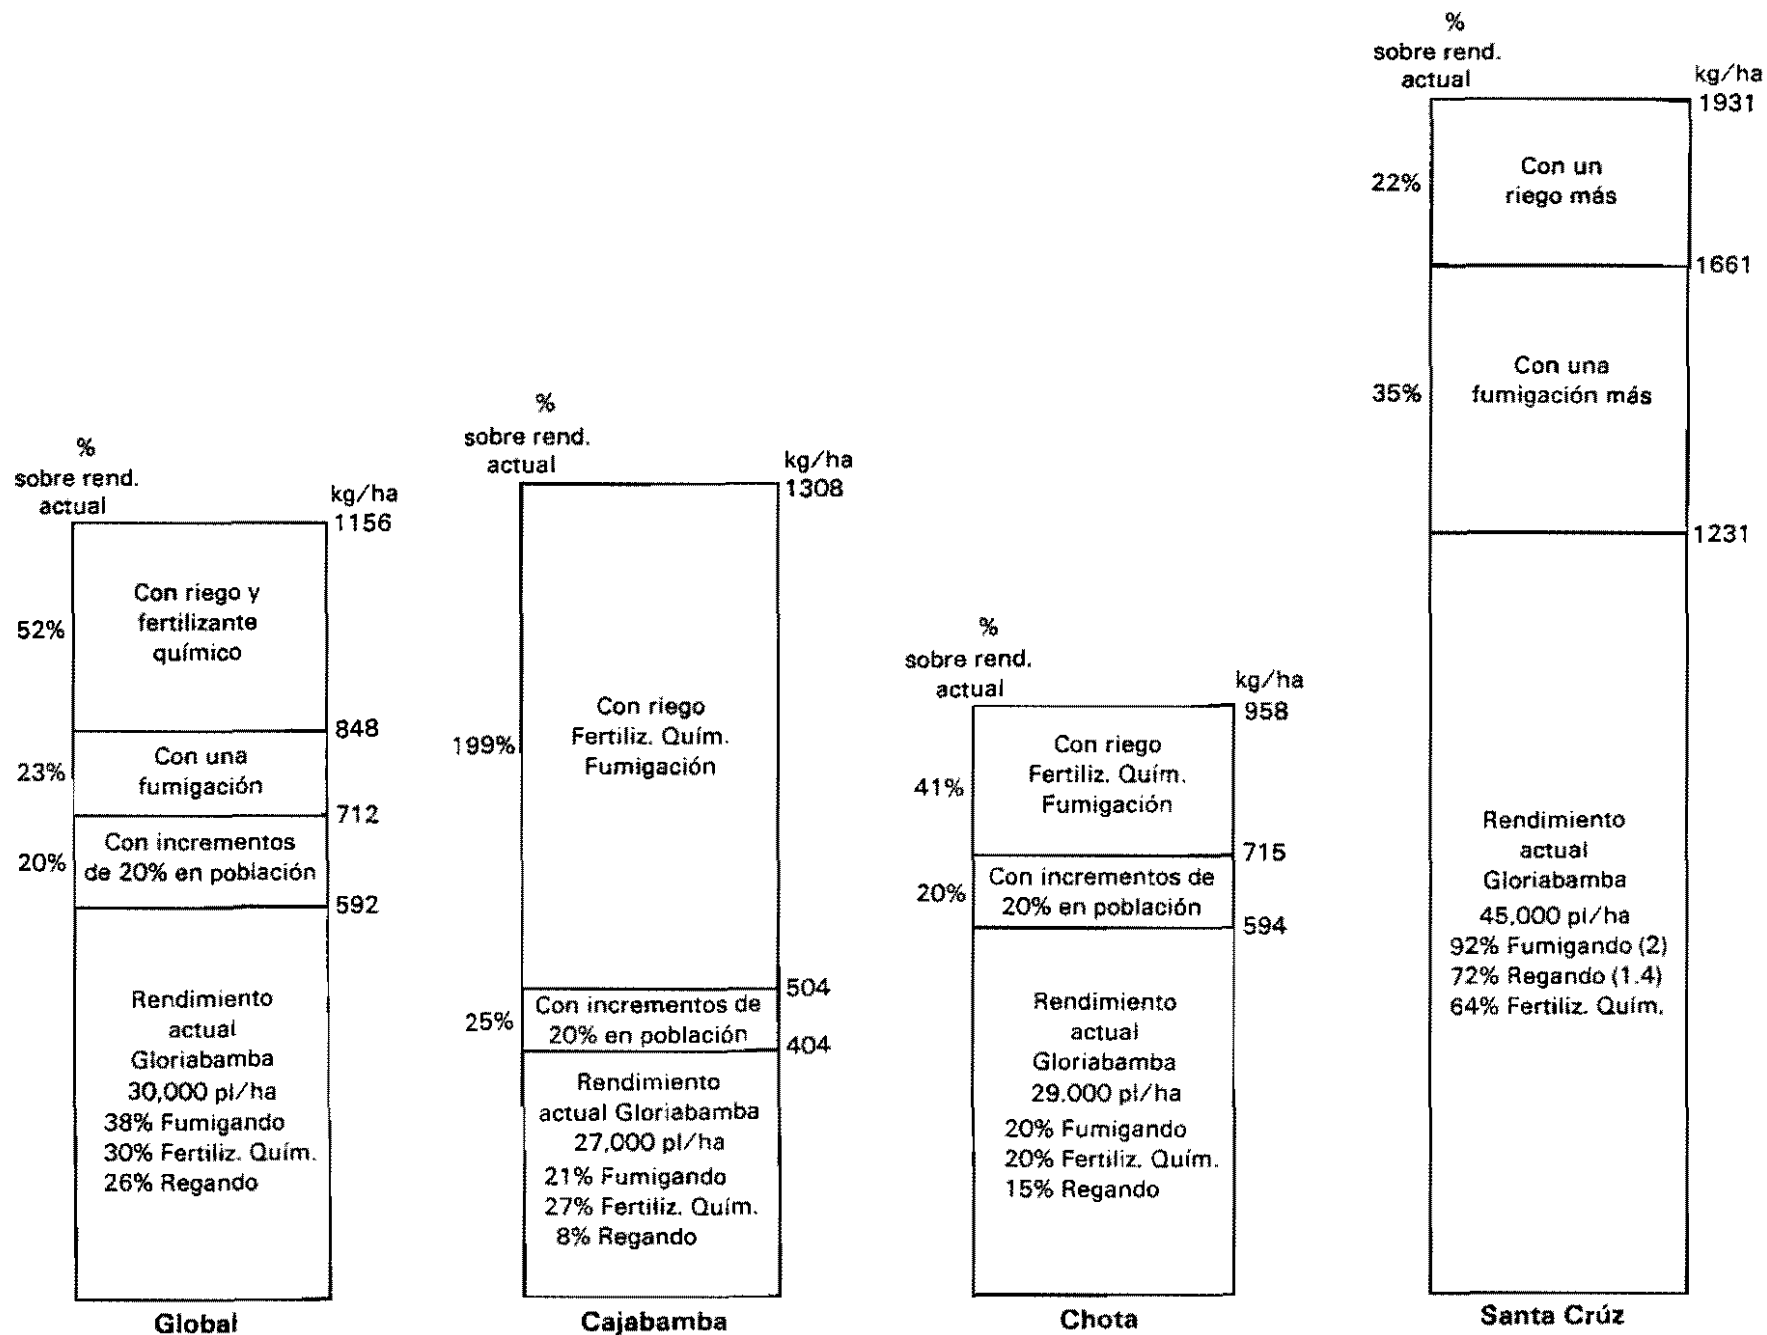 %
sobre rend.
actual
kg/ha
1156
Con riego y
fertilizante
químico
52%
848
Con una
fumigación
23%
712
Con incrementos
de 20% en población
20%
592
Rendimiento
actual
Gloriabamba
30,000 pl/ha
38% Fumigando
30% Fertiliz. Quím.
26% Regando
Global
%
sobre rend.
actual
kg/ha
1308
Con riego
Fertiliz. Quím.
Fumigación
199%
504
Con incrementos de
20% en población
25%
404
Rendimiento
actual Gloriabamba
27,000 pl/ha
21% Fumigando
27% Fertiliz. Quím.
8% Regando
Cajabamba
%
sobre rend.
actual
kg/ha
958
Con riego
Fertiliz. Quím.
Fumigación
41%
715
Con incrementos de
20% en población
20%
594
Rendimiento
actual
Gloriabamba
29.000 pl/ha
20% Fumigando
20% Fertiliz. Quím.
15% Regando
Chota
%
sobre rend.
actual
kg/ha
1931
Con un
riego más
22%
1661
Con una
fumigación más
35%
1231
Rendimiento
actual
Gloriabamba
45,000 pl/ha
92% Fumigando (2)
72% Regando (1.4)
64% Fertiliz. Quím.
Santa Crúz